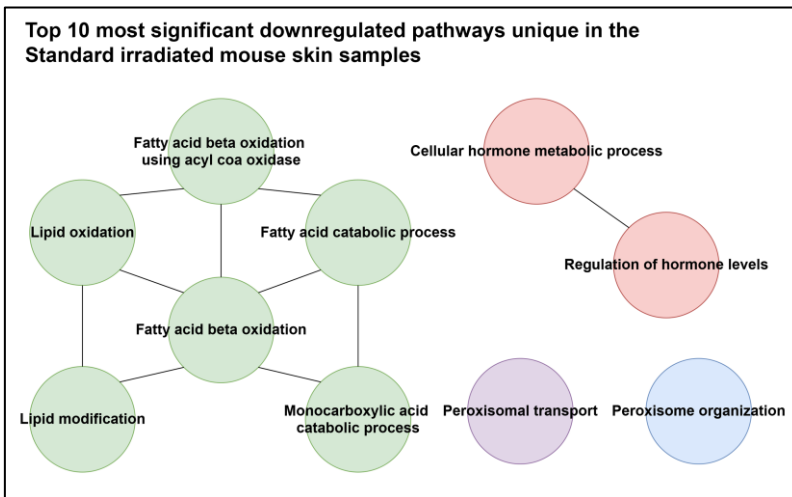 Top 10 most significant downregulated pathways unique in the
Standard irradiated mouse skin samples
Fatty acid beta oxidation
using acyl coa oxidase
Cellular hormone metabolic process
Lipid oxidation
Fatty acid catabolic process
Regulation of hormone levels
Fatty acid beta oxidation
Lipid modification
Monocarboxylic acid
catabolic process
Peroxisomal transport
Peroxisome organization